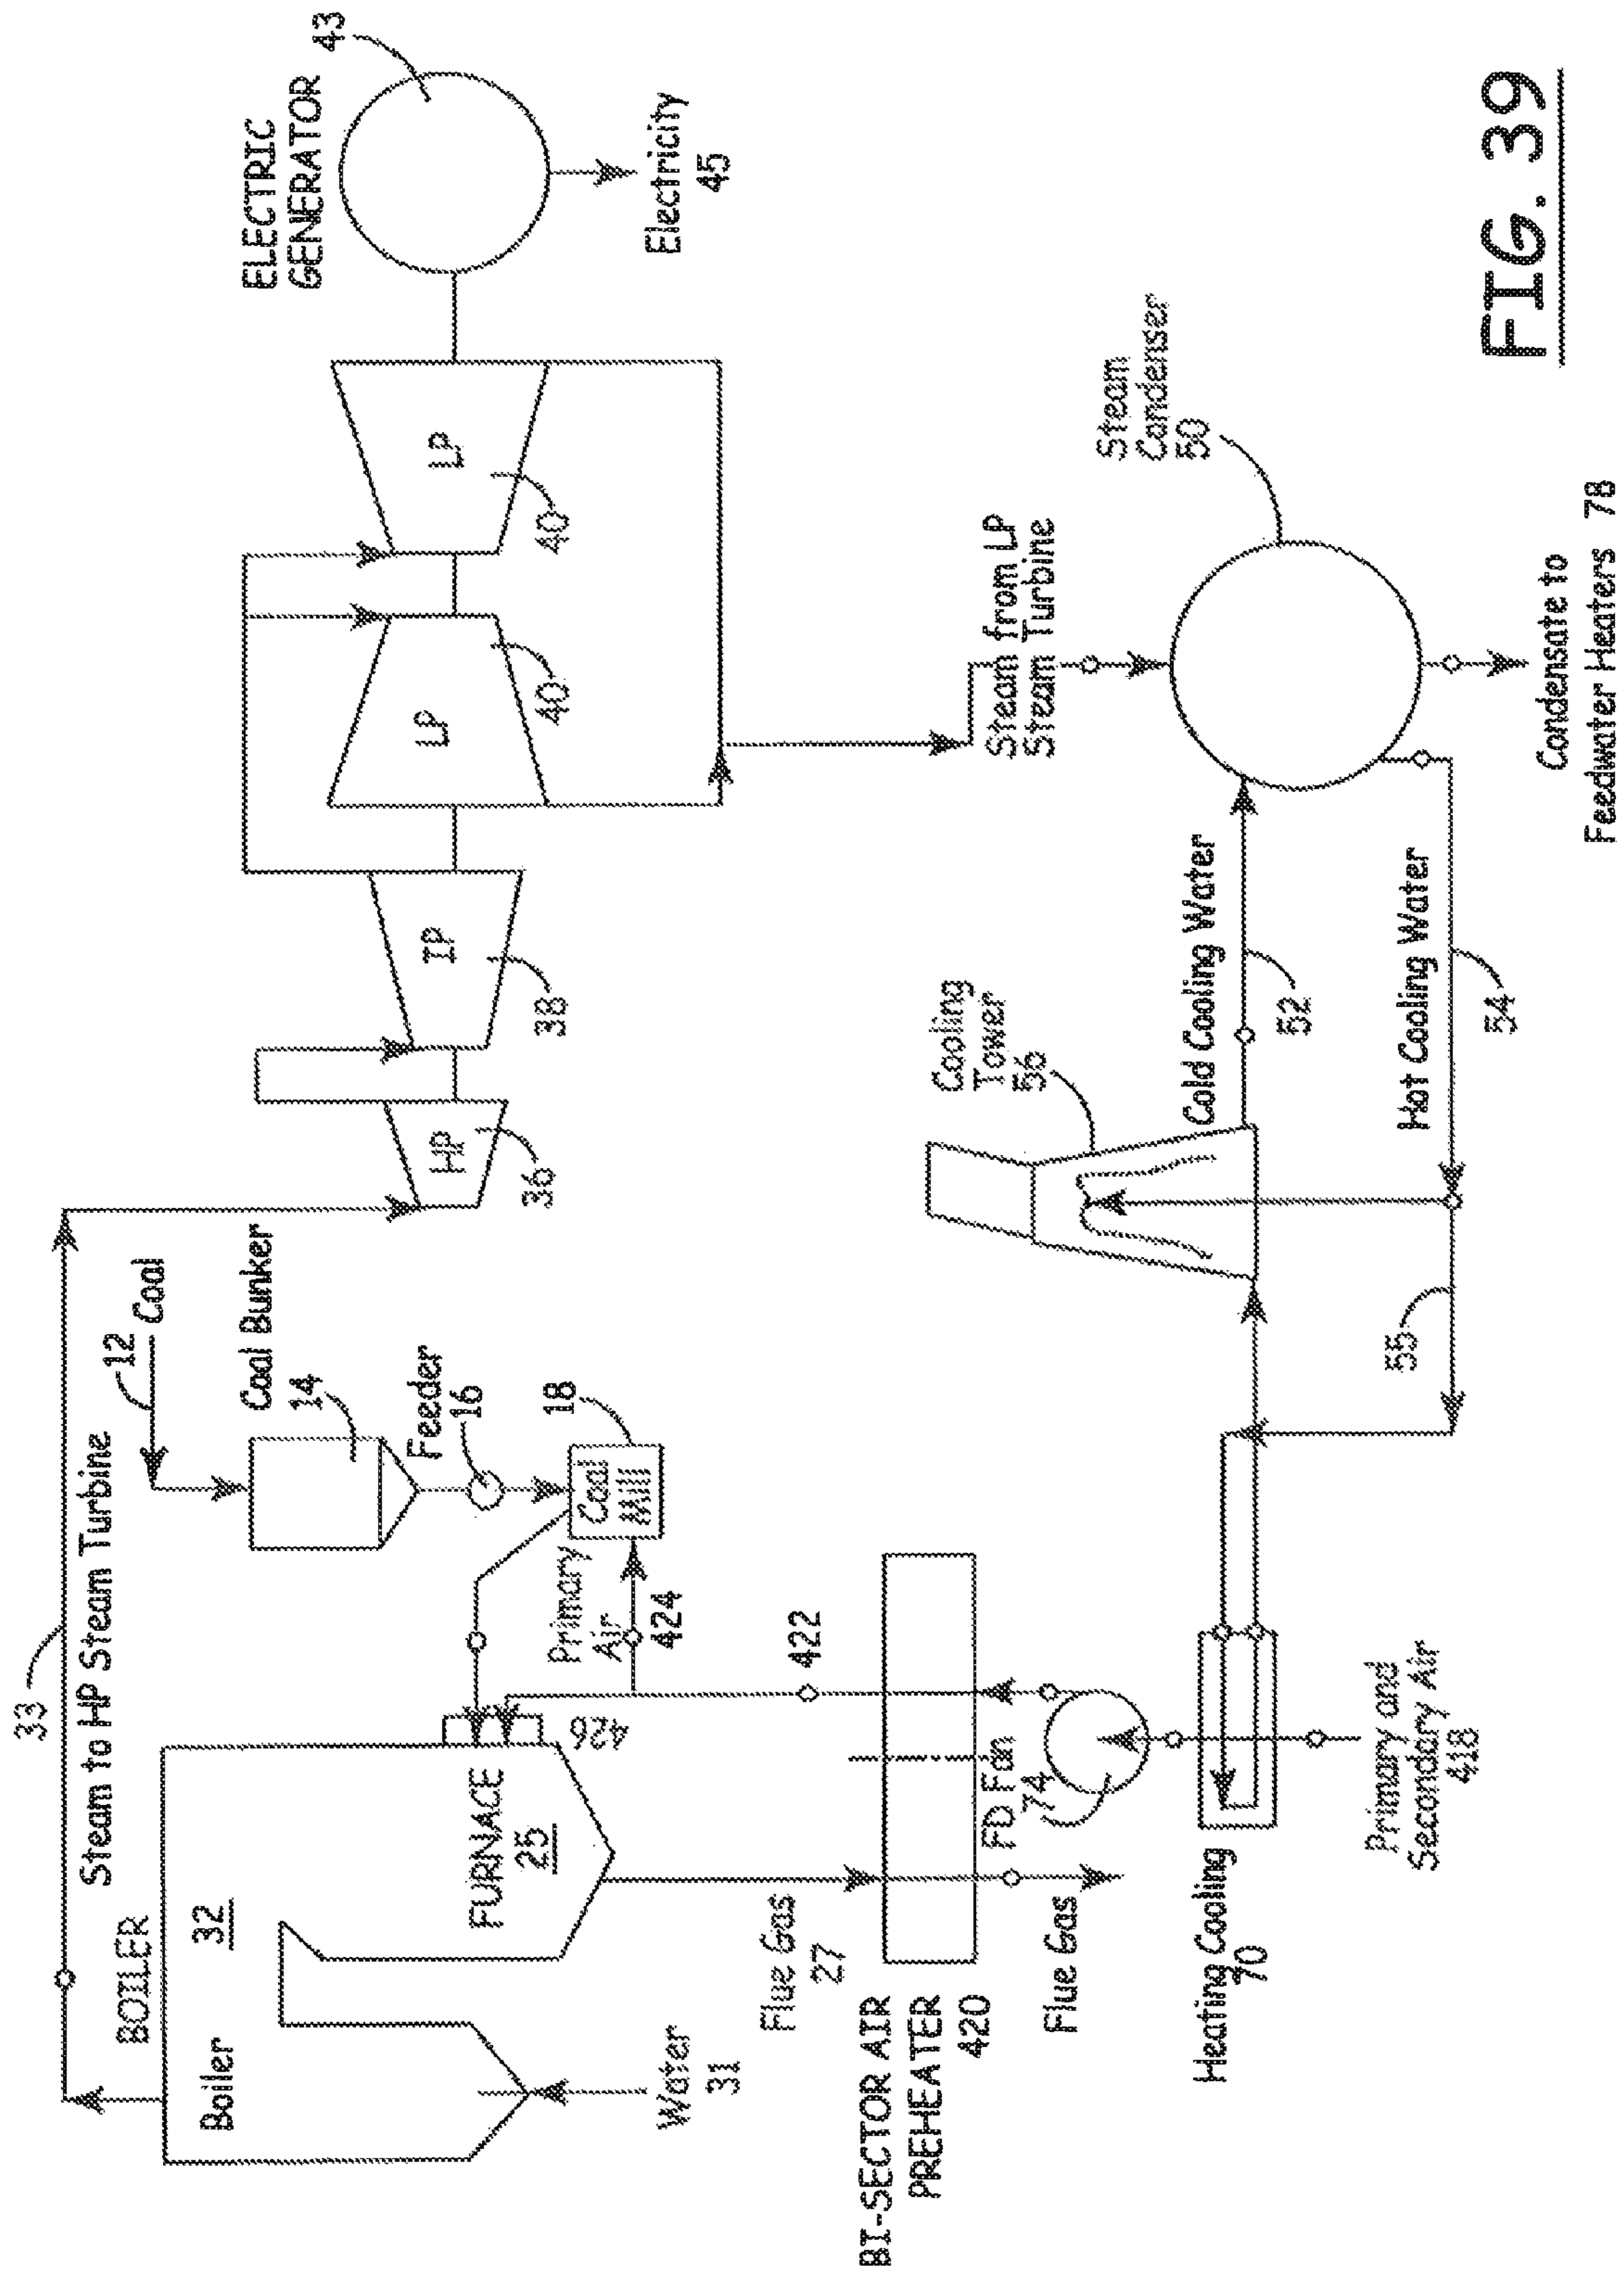 33
Steam to HP Steam Turbine
12
Coal
BOILER
Boiler
32
Coal Bunker
14
Feeder
16
18
Coal
Mill
FURNACE
25
426
Primary
Air
424
Water
31
Flue Gas
27
422
BI-SECTOR AIR
PREHEATER
420
Flue Gas
FD Fan
74
Heating Cooling
70
Primary and
Secondary Air
418
HP
36
IP
38
LP
40
LP
40
ELECTRIC
GENERATOR
43
Electricity
45
Steam from LP
Steam Turbine
Steam
Condenser
50
Cooling
Tower
56
Cold Cooling Water
52
Hot Cooling Water
54
55
Condensate to
Feedwater Heaters 78
FIG. 39